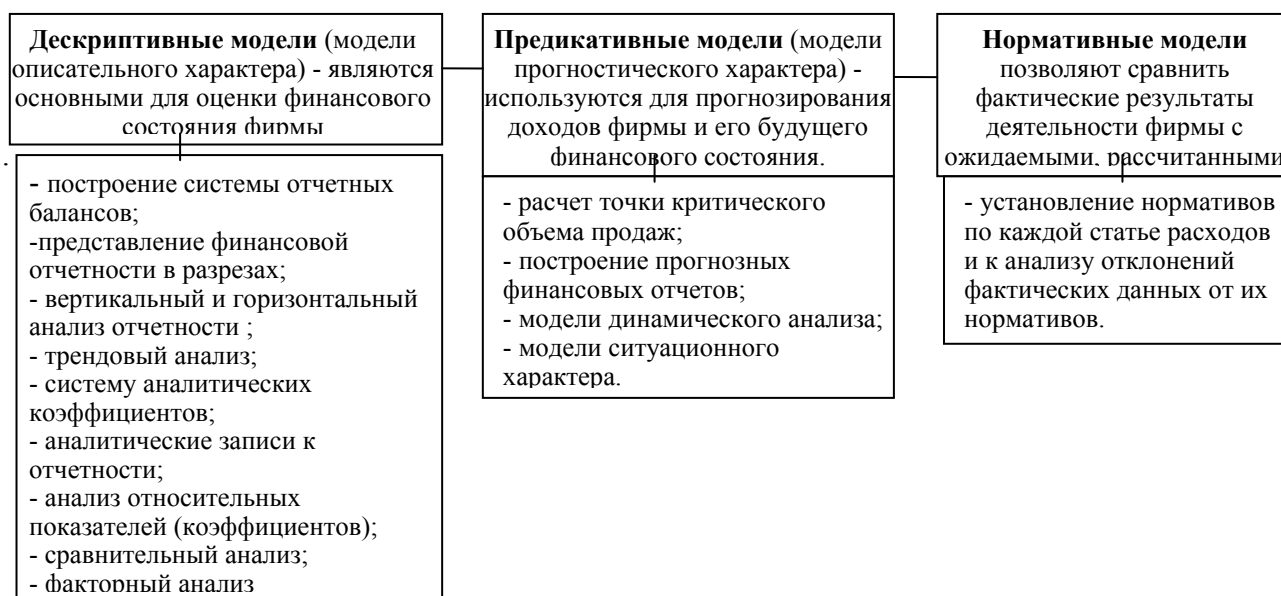 Дескриптивные модели (модели
описательного характера) - являются
основными для оценки финансового
состояния фирмы
.
- построение системы отчетных
балансов;
-представление финансовой
отчетности в разрезах;
- вертикальный и горизонтальный
анализ отчетности ;
- трендовый анализ;
- систему аналитических
коэффициентов;
- аналитические записи к
отчетности;
- анализ относительных
показателей (коэффициентов);
- сравнительный анализ;
- факторный анализ
Предикативные модели (модели
прогностического характера) -
используются для прогнозирования
доходов фирмы и его будущего
финансового состояния.
- расчет точки критического
объема продаж;
- построение прогнозных
финансовых отчетов;
- модели динамического анализа;
- модели ситуационного
характера.
Нормативные модели
позволяют сравнить
фактические результаты
деятельности фирмы с
ожидаемыми, рассчитанными
- установление нормативов
по каждой статье расходов
и к анализу отклонений
фактических данных от их
нормативов.